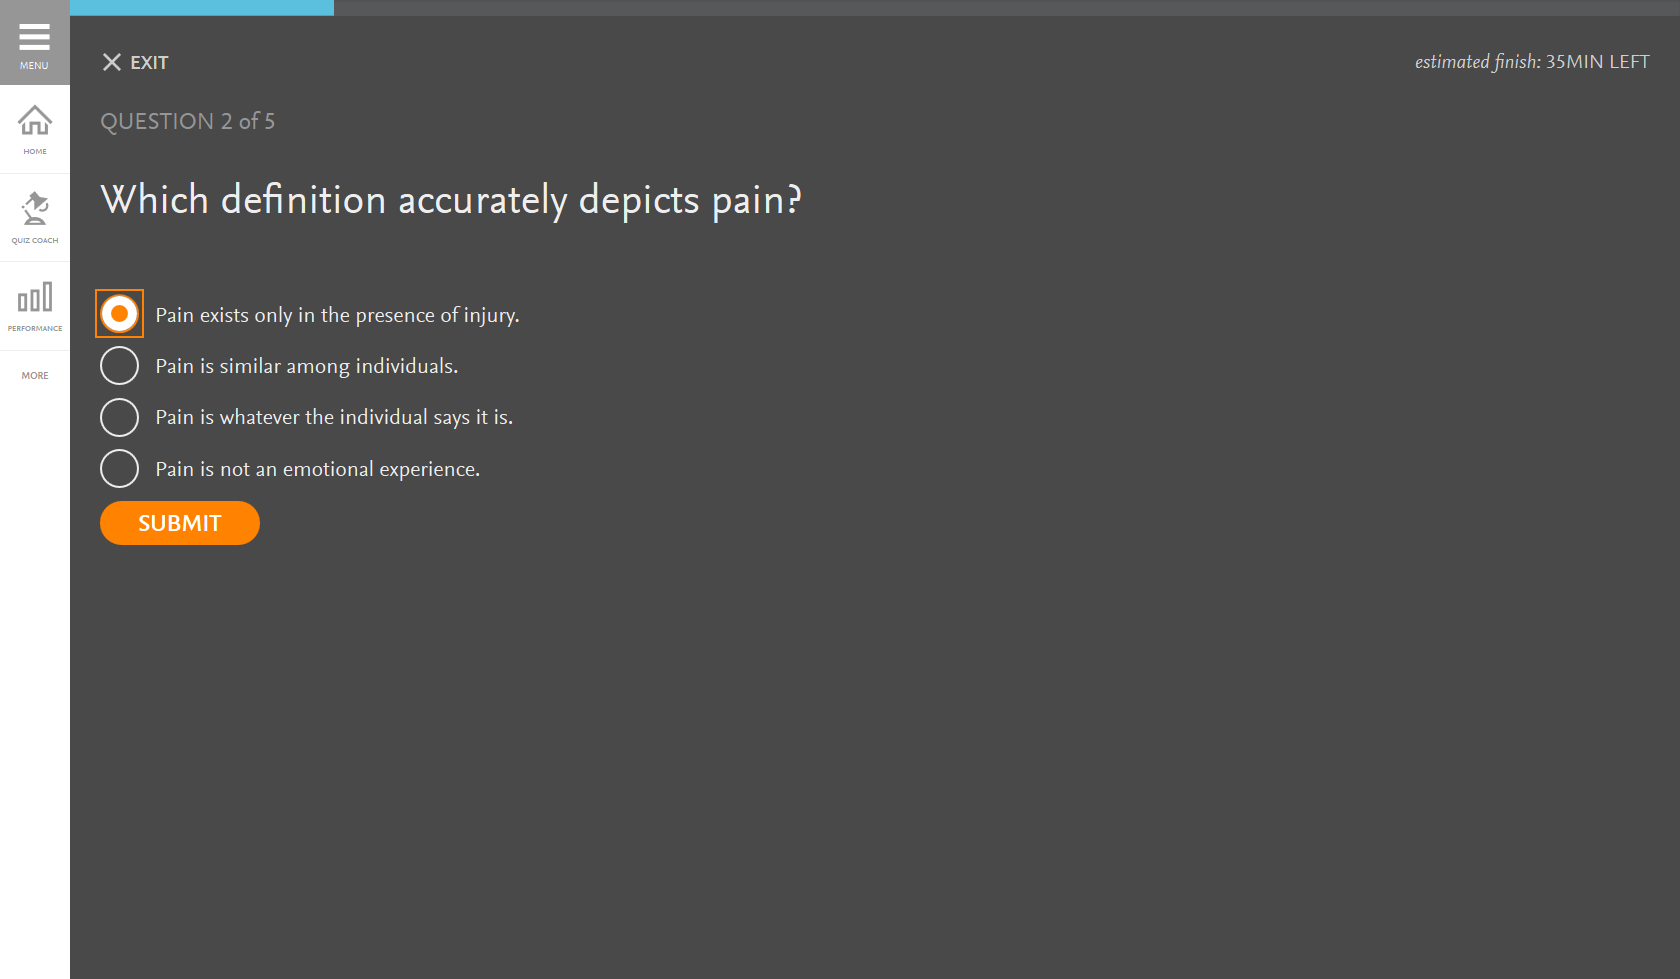 MENU
EXIT
estimated finish: 35MIN LEFT
QUESTION 2 of 5
HOME
Which definition accurately depicts pain?
QUIZ COACH
Pain exists only in the presence of injury.
PERFORMANCE
Pain is similar among individuals.
MORE
Pain is whatever the individual says it is.
Pain is not an emotional experience.
SUBMIT